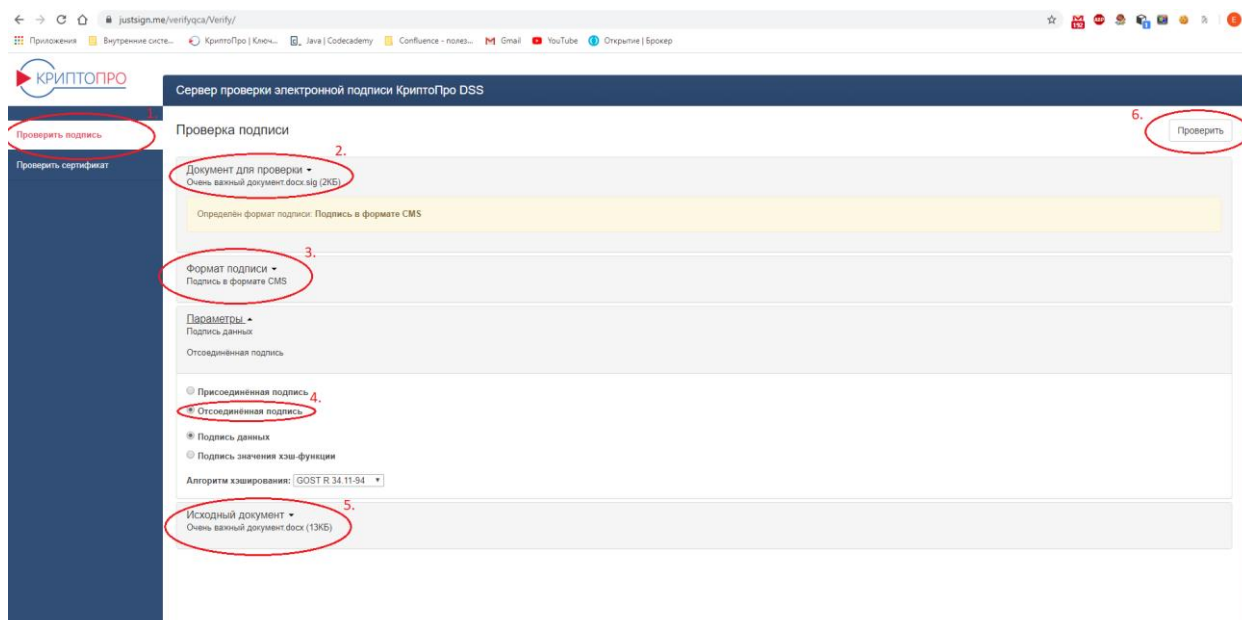 justsign.me/verifyqca/Verify/
Приложения Внутренние систе... КриптоПро | Ключ... Java | Codecademy Confluence - полез... Gmail YouTube Открытие | Брокер
КРИПТОПРО
Сервер проверки электронной подписи КриптоПро DSS
1.
Проверить подпись
Проверить сертификат
Проверка подписи
6.
Проверить
2.
Документ для проверки
Очень важный документ.docx.sig (2КБ)
Определён формат подписи: Подпись в формате CMS
3.
Формат подписи
Подпись в формате CMS
Параметры
Подпись данных
Отсоединённая подпись
Присоединённая подпись
4.
Отсоединённая подпись
Подпись данных
Подпись значения хэш-функции
Алгоритм хэширования: GOST R 34.11-94
5.
Исходный документ
Очень важный документ.docx (13КБ)